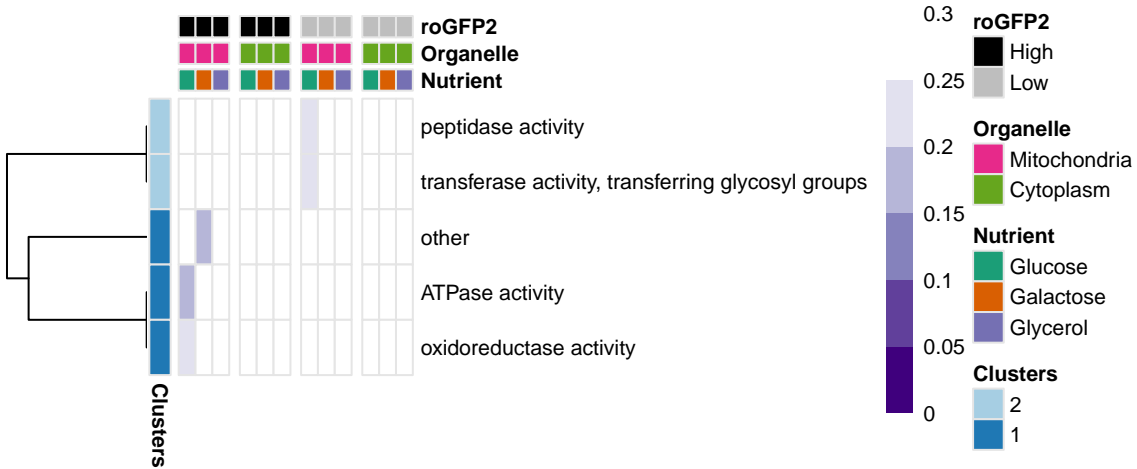 roGFP2
Organelle
Nutrient
peptidase activity
transferase activity, transferring glycosyl groups
other
ATPase activity
oxidoreductase activity
Clusters
0.3
0.25
0.2
0.15
0.1
0.05
0
roGFP2
High
Low
Organelle
Mitochondria
Cytoplasm
Nutrient
Glucose
Galactose
Glycerol
Clusters
2
1